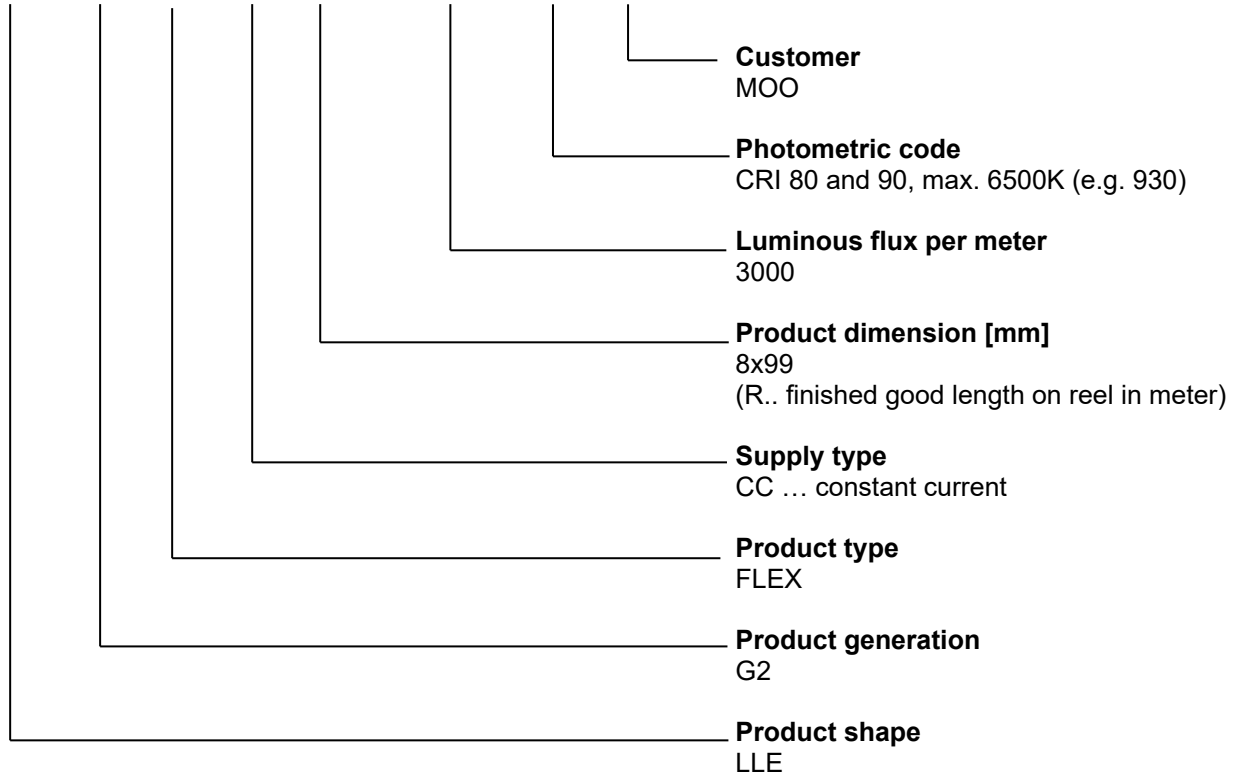 Customer
MOO
Photometric code
CRI 80 and 90, max. 6500K (e.g. 930)
Luminous flux per meter
3000
Product dimension [mm]
8x99
(R.. finished good length on reel in meter)
Supply type
CC … constant current
Product type
FLEX
Product generation
G2
Product shape
LLE